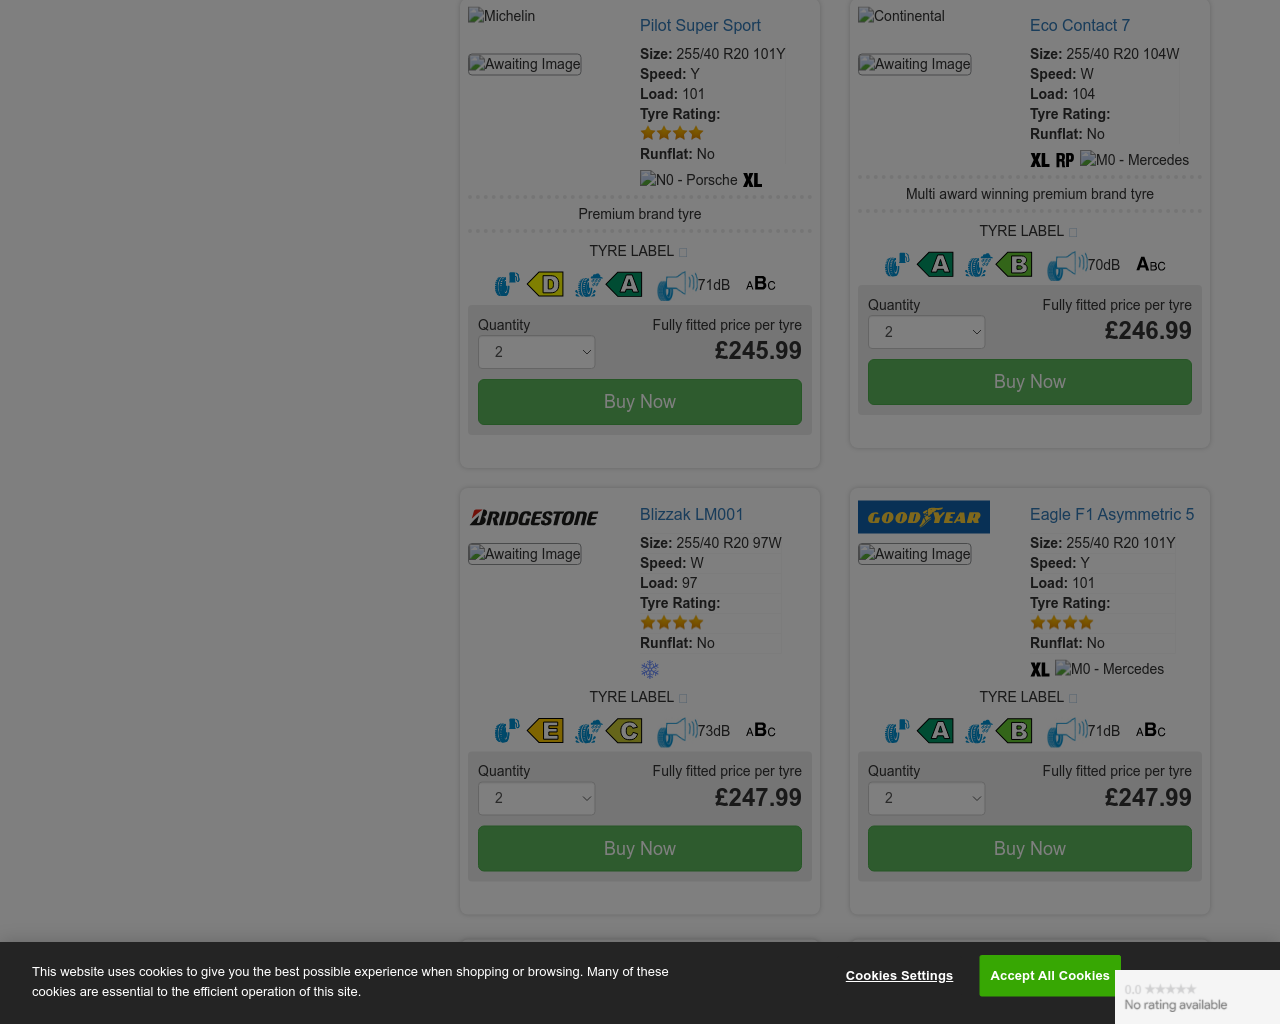 Michelin
Pilot Super Sport
Awaiting Image
Size: 255/40 R20 101Y
Speed: Y
Load: 101
Tyre Rating:
Runflat: No
N0 - Porsche XL
Premium brand tyre
TYRE LABEL
D A 71dB ABC
Quantity
Fully fitted price per tyre
2
£245.99
Buy Now
Continental
Eco Contact 7
Awaiting Image
Size: 255/40 R20 104W
Speed: W
Load: 104
Tyre Rating:
Runflat: No
XL RP M0 - Mercedes
Multi award winning premium brand tyre
TYRE LABEL
A B 70dB ABC
Quantity
Fully fitted price per tyre
2
£246.99
Buy Now
BRIDGESTONE
Blizzak LM001
Awaiting Image
Size: 255/40 R20 97W
Speed: W
Load: 97
Tyre Rating:
Runflat: No
TYRE LABEL
E C 73dB ABC
Quantity
Fully fitted price per tyre
2
£247.99
Buy Now
GOODYEAR
Eagle F1 Asymmetric 5
Awaiting Image
Size: 255/40 R20 101Y
Speed: Y
Load: 101
Tyre Rating:
Runflat: No
XL M0 - Mercedes
TYRE LABEL
A B 71dB ABC
Quantity
Fully fitted price per tyre
2
£247.99
Buy Now
This website uses cookies to give you the best possible experience when shopping or browsing. Many of these
cookies are essential to the efficient operation of this site.
Cookies Settings
Accept All Cookies
0.0
No rating available